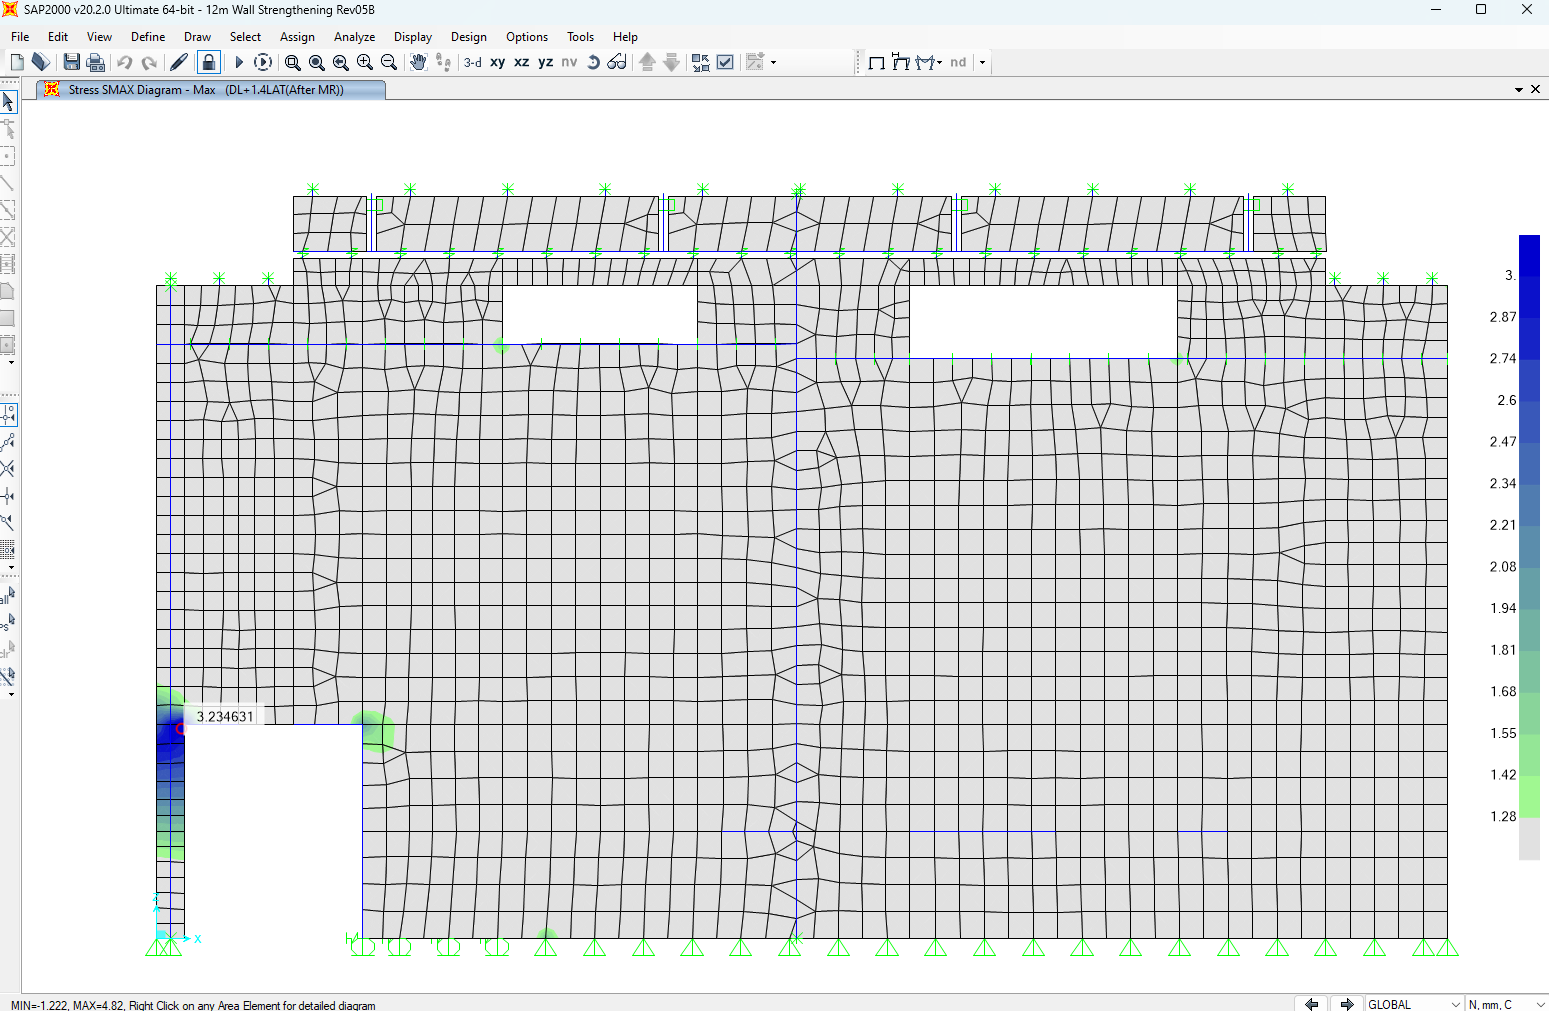 SAP2000 v20.2.0 Ultimate 64-bit - 12m Wall Strengthening Rev05B
File Edit View Define Draw Select Assign Analyze Display Design Options Tools Help
3-d xy xz yz nv nd
Stress SMAX Diagram - Max (DL+1.4LAT(After MR))
3.
2.87
2.74
2.6
2.47
2.34
2.21
2.08
1.94
1.81
1.68
1.55
1.42
1.28
all
PS
clr
3.234631
Z
X
MIN=-1.222, MAX=4.82, Right Click on any Area Element for detailed diagram
GLOBAL
N, mm, C